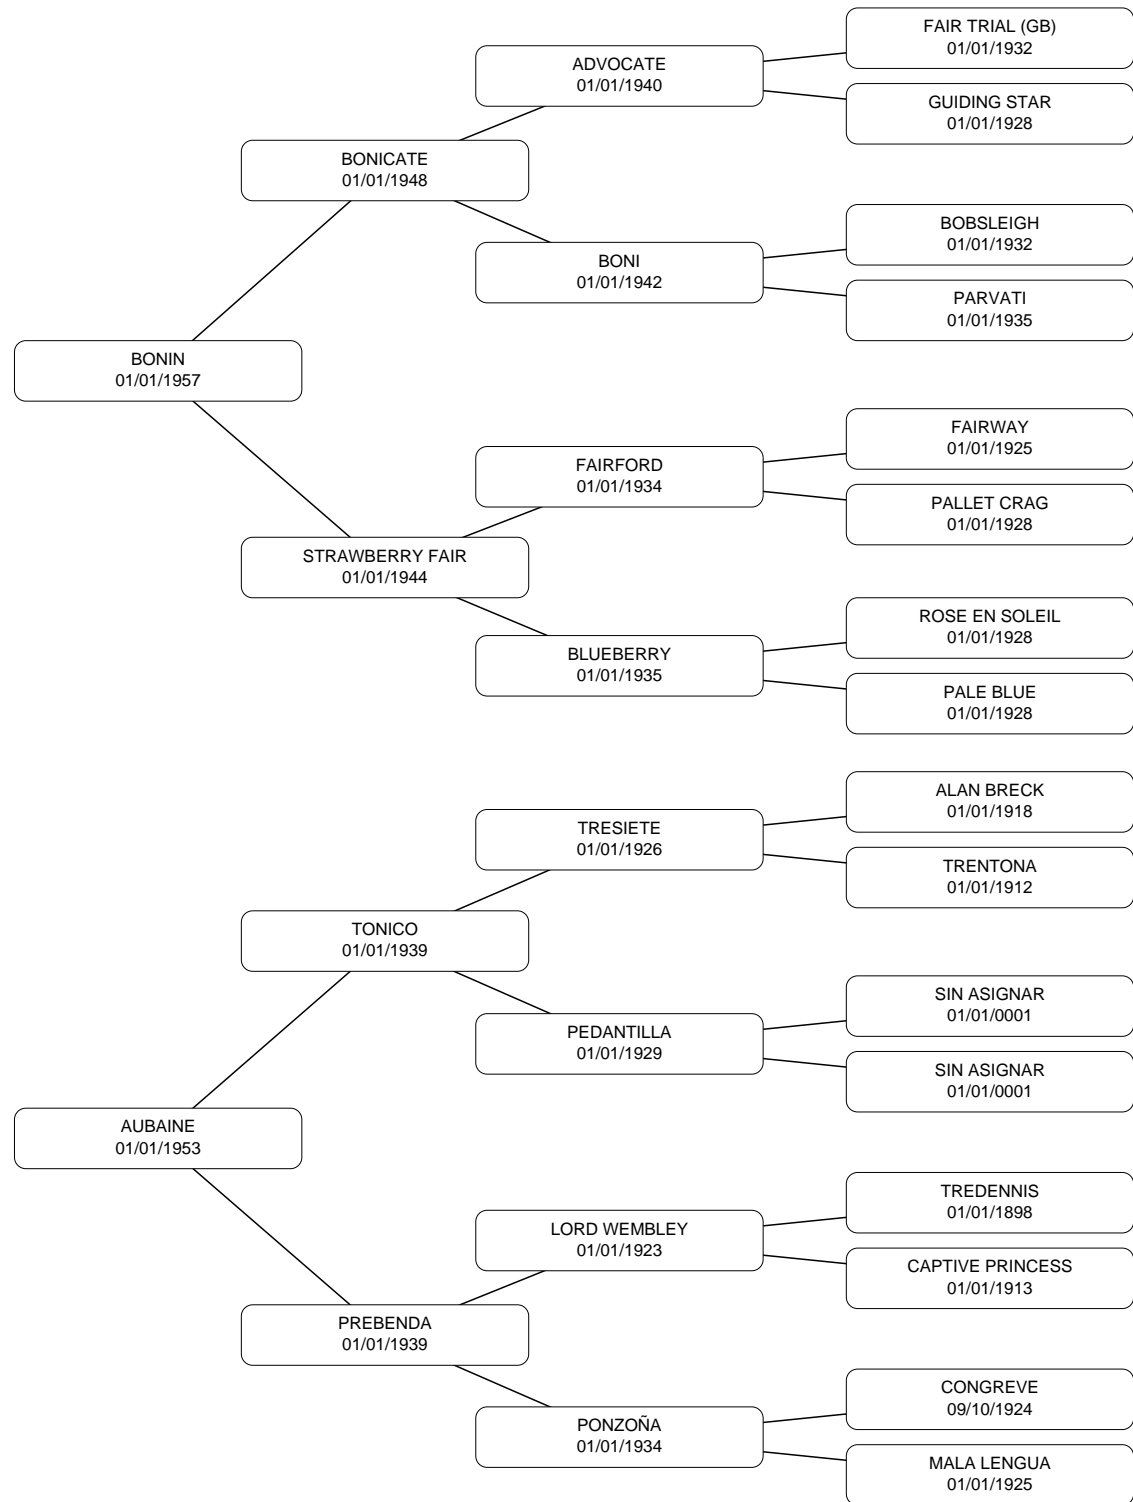 FAIR TRIAL (GB)
01/01/1932
ADVOCATE
01/01/1940
GUIDING STAR
01/01/1928
BONICATE
01/01/1948
BOBSLEIGH
01/01/1932
BONI
01/01/1942
PARVATI
01/01/1935
BONIN
01/01/1957
FAIRWAY
01/01/1925
FAIRFORD
01/01/1934
PALLET CRAG
01/01/1928
STRAWBERRY FAIR
01/01/1944
ROSE EN SOLEIL
01/01/1928
BLUEBERRY
01/01/1935
PALE BLUE
01/01/1928
ALAN BRECK
01/01/1918
TRESIETE
01/01/1926
TRENTONA
01/01/1912
TONICO
01/01/1939
SIN ASIGNAR
01/01/0001
PEDANTILLA
01/01/1929
SIN ASIGNAR
01/01/0001
AUBAINE
01/01/1953
TREDENNIS
01/01/1898
LORD WEMBLEY
01/01/1923
CAPTIVE PRINCESS
01/01/1913
PREBENDA
01/01/1939
CONGREVE
09/10/1924
PONZOÑA
01/01/1934
MALA LENGUA
01/01/1925